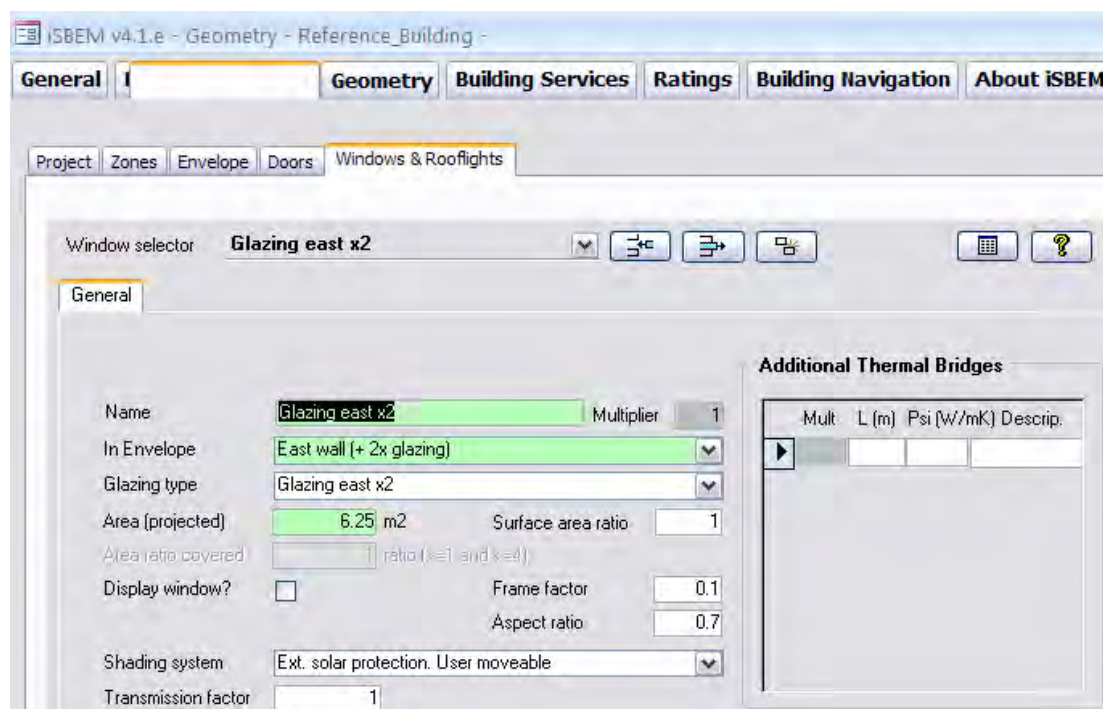 iSBEM v4.1.e - Geometry - Reference_Building -
General Geometry Building Services Ratings Building Navigation About iSBEM
Project Zones Envelope Doors Windows & Rooflights
Window selector Glazing east x2
General
Additional Thermal Bridges
Name Glazing east x2 Multiplier 1
Mult L (m) Psi (W/mK) Descrip.
In Envelope East wall (+ 2x glazing)
Glazing type Glazing east x2
Area (projected) 6.25 m2 Surface area ratio 1
Area ratio covered 1 ratio (>=1 and <=4))
Display window? Frame factor 0.1
Aspect ratio 0.7
Shading system Ext. solar protection. User moveable
Transmission factor 1